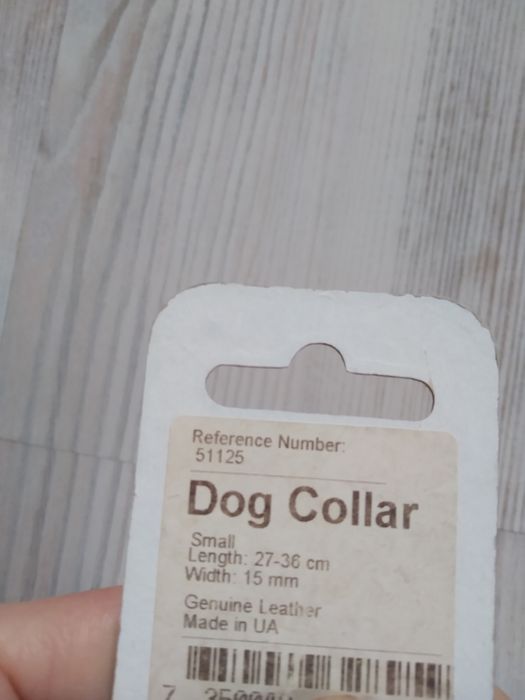 Reference Number:
51125
Dog Collar
Small
Length: 27-36 cm
Width: 15 mm
Genuine Leather
Made in UA